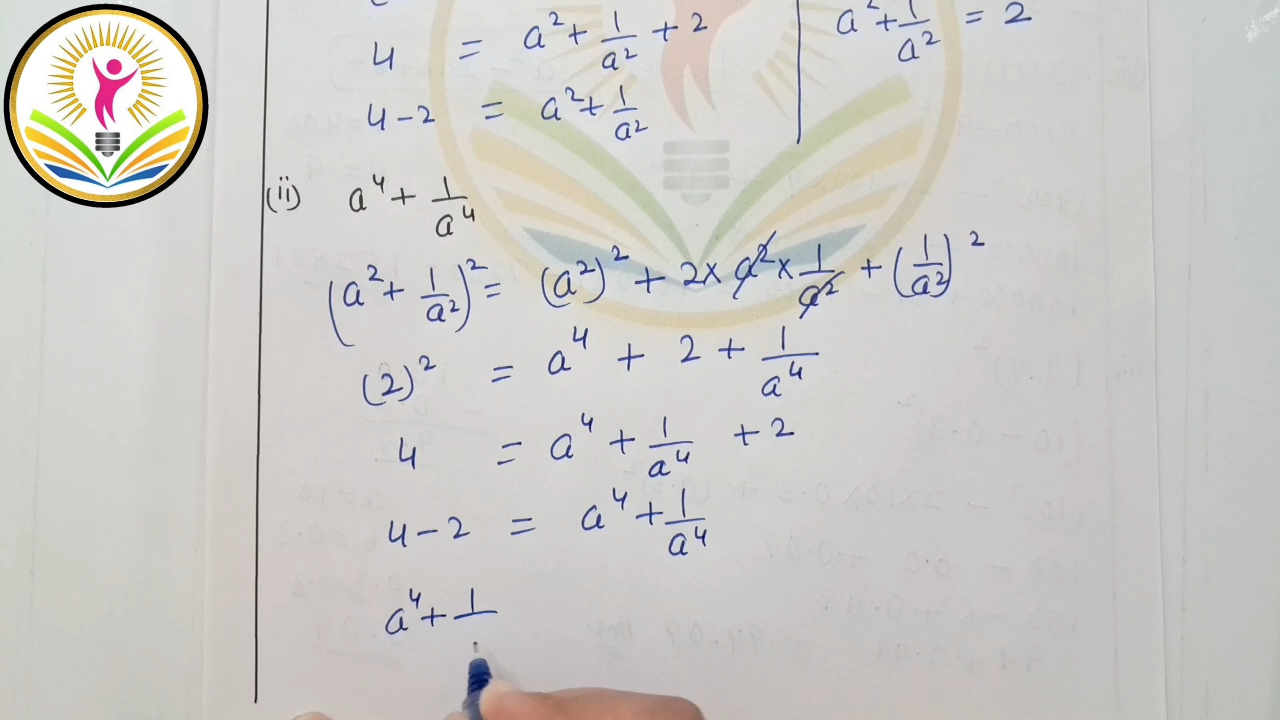 4 = a² + 1/a² + 2
a² + 1/a² = 2
4 - 2 = a² + 1/a²
(ii) a⁴ + 1/a⁴
(a² + 1/a²)² = (a²)² + 2 × a² × 1/a² + (1/a²)²
(2)² = a⁴ + 2 + 1/a⁴
4 = a⁴ + 1/a⁴ + 2
4 - 2 = a⁴ + 1/a⁴
a⁴ + 1/